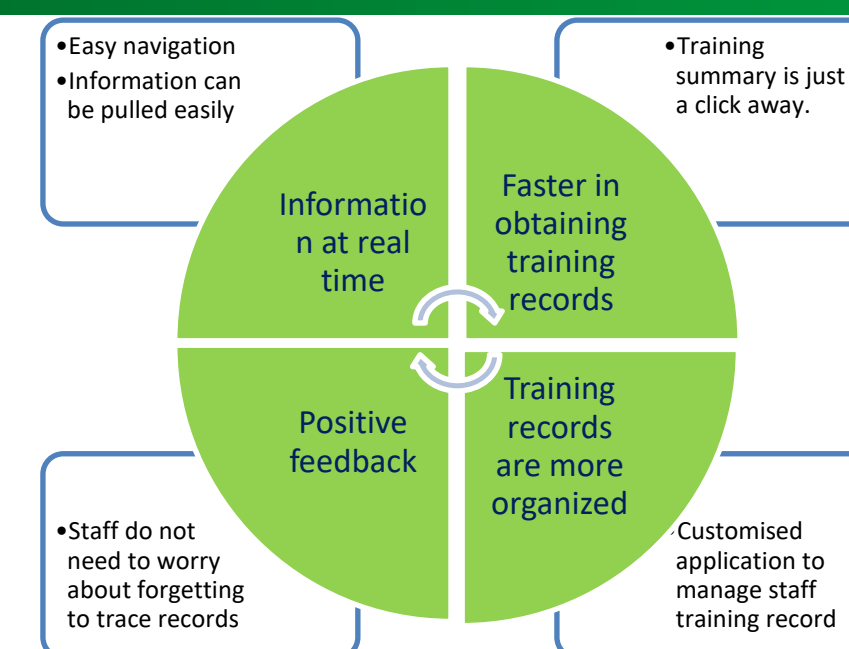 •Easy navigation
•Information can
be pulled easily
•Training
summary is just
a click away.
Informatio
n at real
time
Faster in
obtaining
training
records
Positive
feedback
Training
records
are more
organized
•Staff do not
need to worry
about forgetting
to trace records
•Customised
application to
manage staff
training record